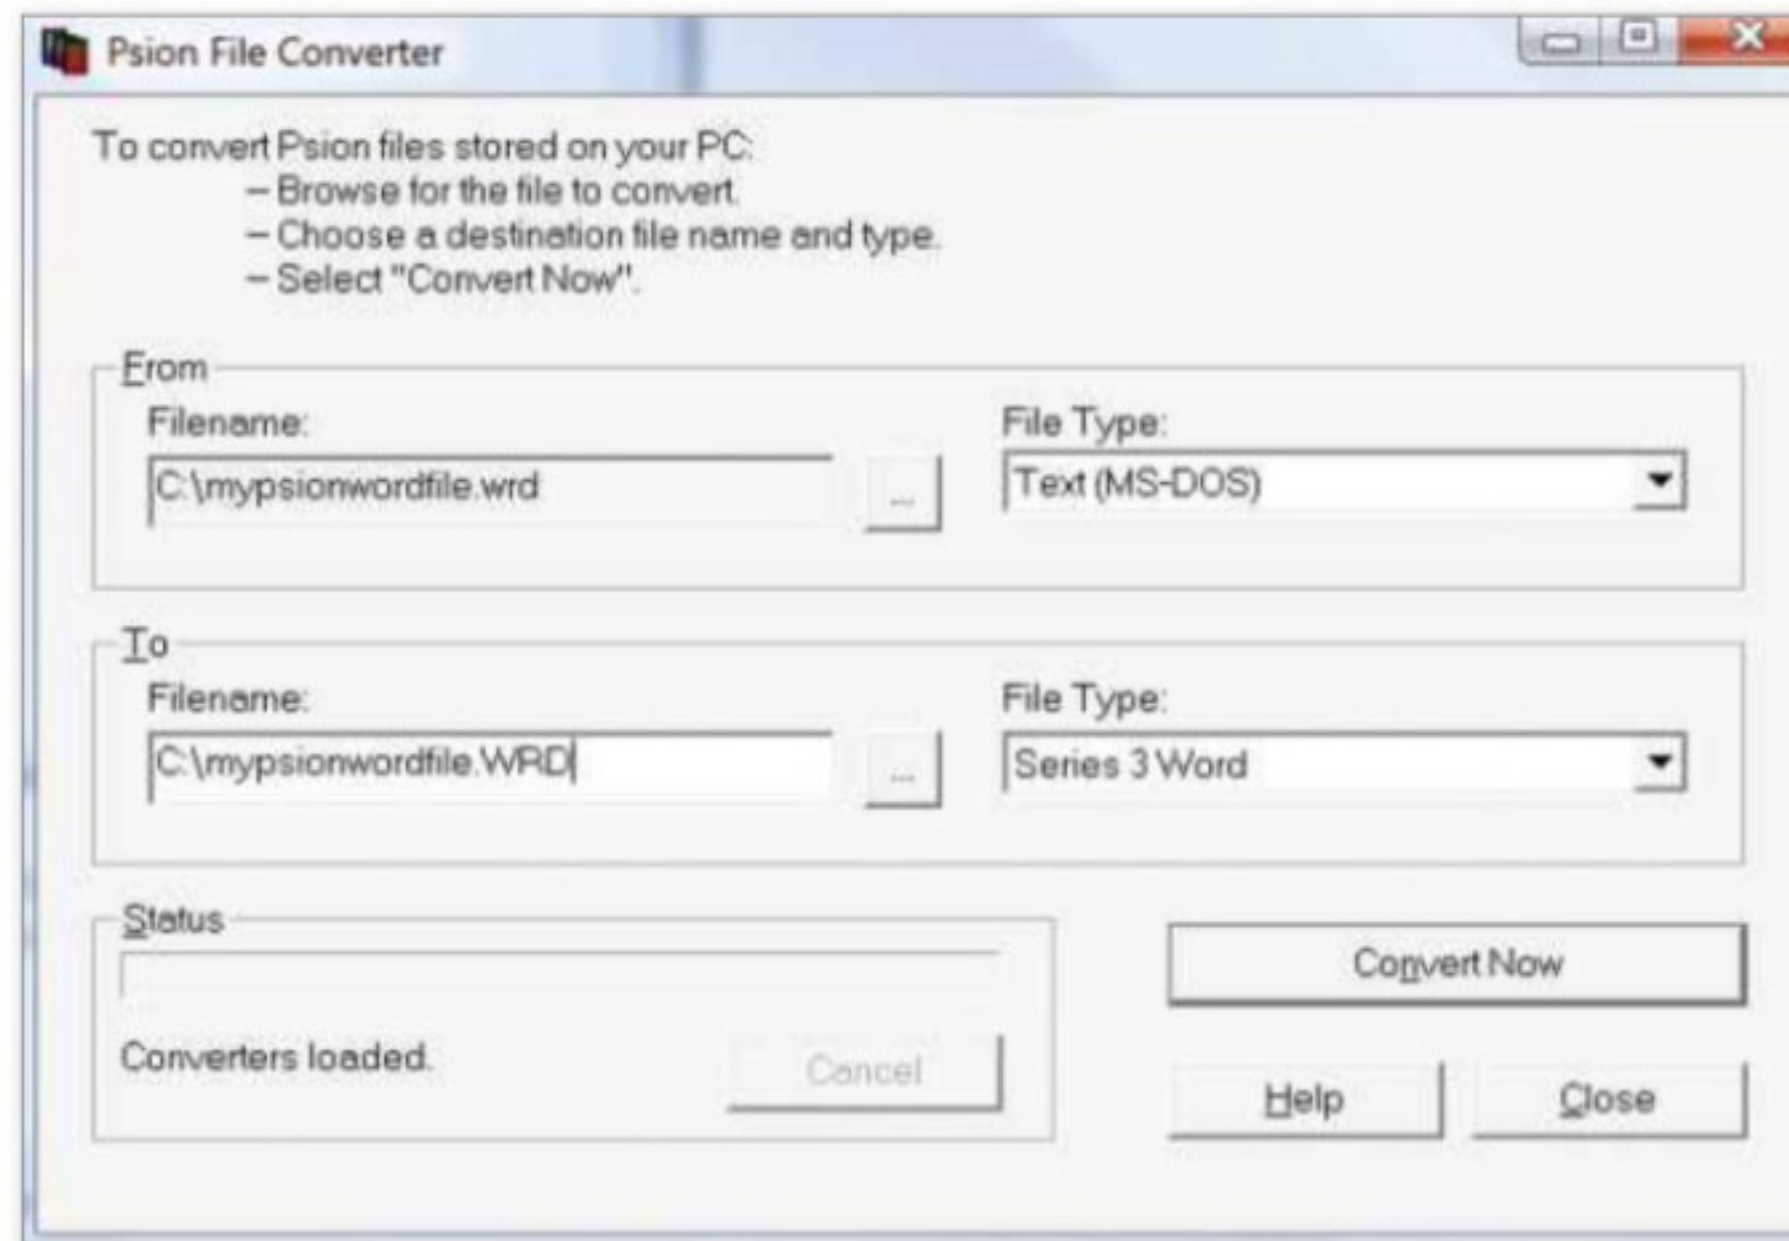 Psion File Converter
To convert Psion files stored on your PC:
– Browse for the file to convert.
– Choose a destination file name and type.
– Select "Convert Now".
From
Filename:
File Type:
C:\mypsionwordfile.wrd
...
Text (MS-DOS)
To
Filename:
File Type:
C:\mypsionwordfile.WRD
...
Series 3 Word
Status
Convert Now
Converters loaded.
Cancel
Help
Close